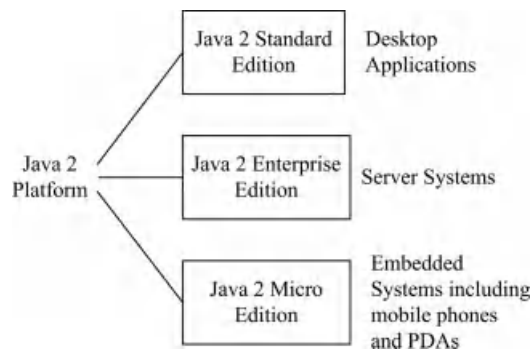 Java 2 Standard
Edition
Desktop
Applications
Java 2
Platform
Java 2 Enterprise
Edition
Server Systems
Java 2 Micro
Edition
Embedded
Systems including
mobile phones
and PDAs